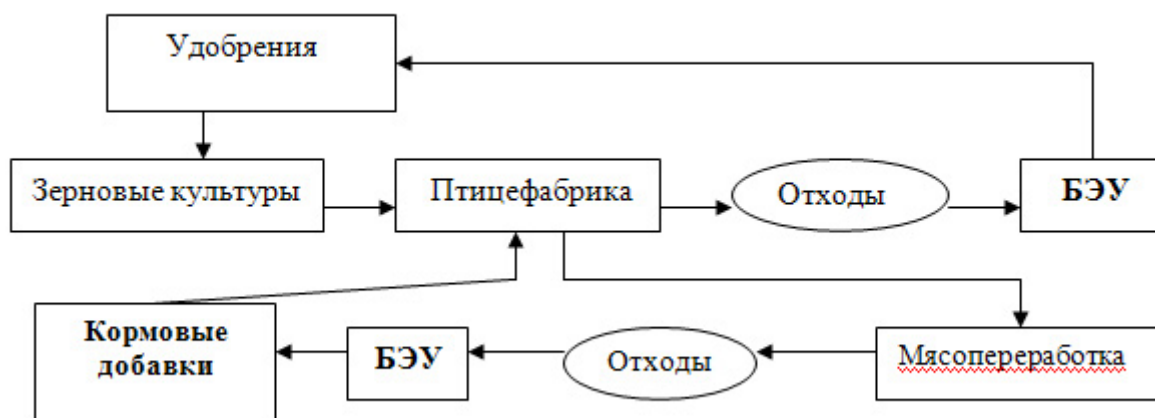 Удобрения
Зерновые культуры
Птицефабрика
Отходы
БЭУ
Кормовые
добавки
БЭУ
Отходы
Мясопереработка